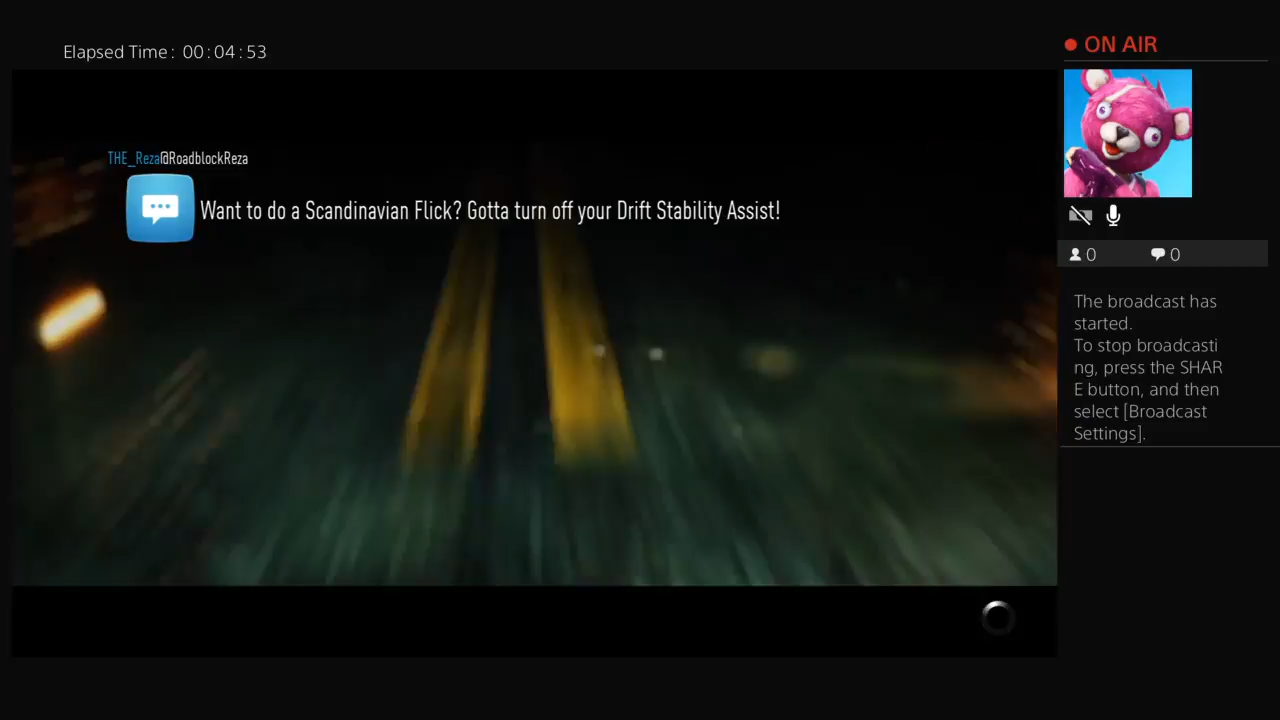 Elapsed Time: 00:04:53
ON AIR
THE_Reza@RoadblockReza
Want to do a Scandinavian Flick? Gotta turn off your Drift Stability Assist!
0 0
The broadcast has
started.
To stop broadcasti
ng, press the SHAR
E button, and then
select [Broadcast
Settings].